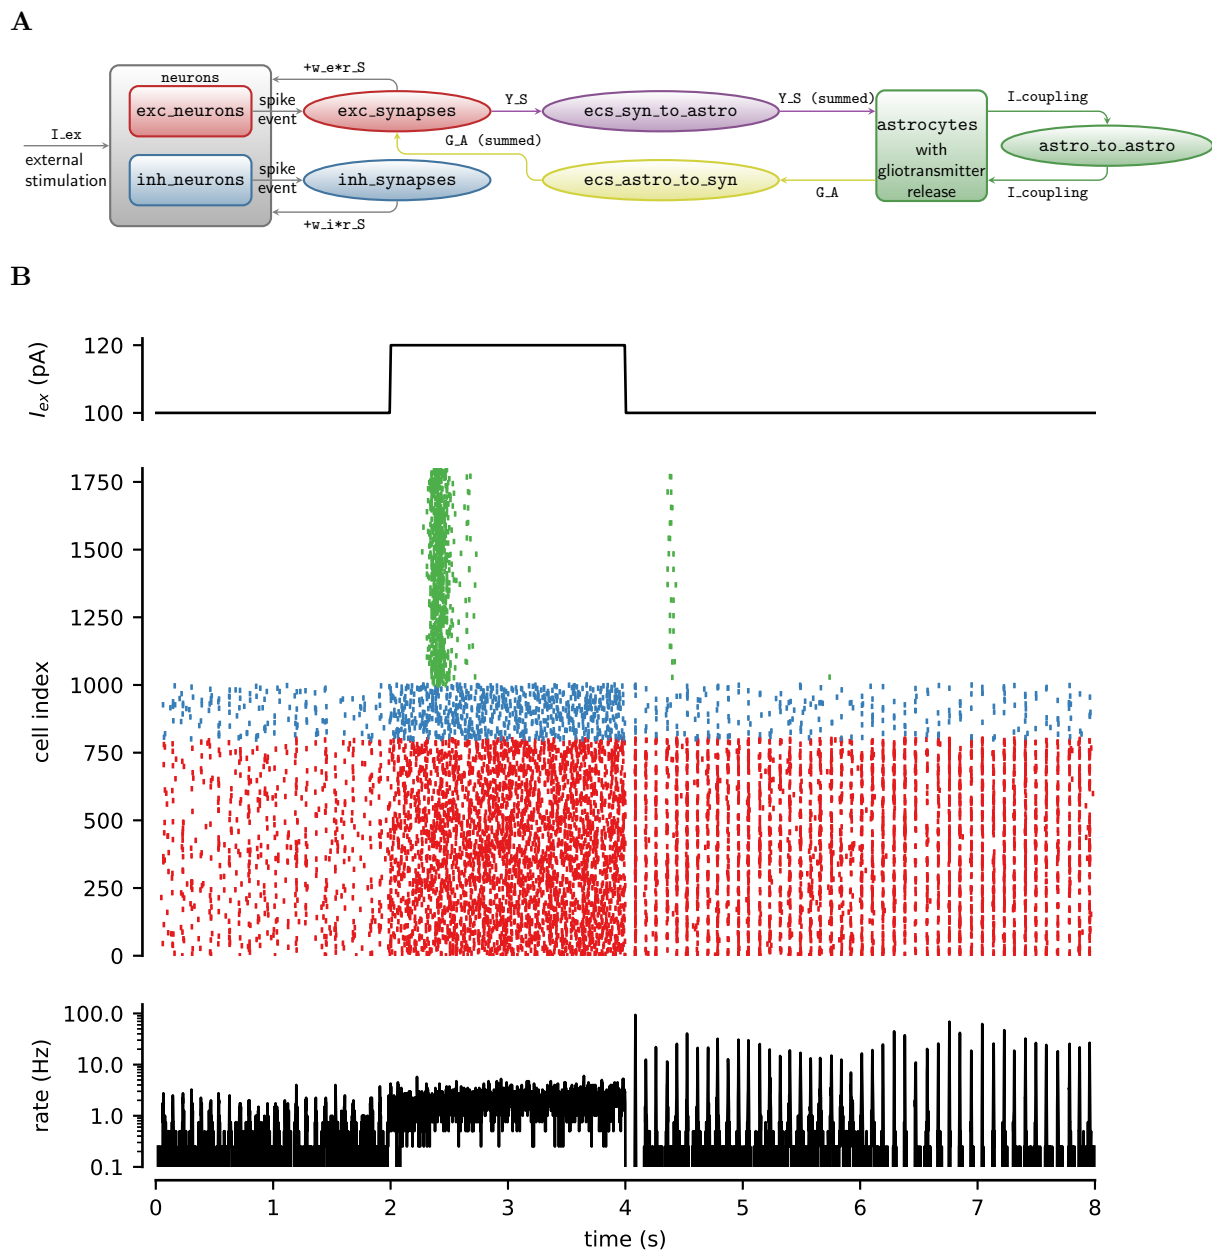 A
neurons
exc_neurons
inh_neurons
I_ex
external
stimulation
spike
event
spike
event
+w_e*r_S
exc_synapses
inh_synapses
+w_i*r_S
Y_S
G_A (summed)
ecs_syn_to_astro
ecs_astro_to_syn
Y_S (summed)
G_A
astrocytes
with
gliotransmitter
release
I_coupling
astro_to_astro
I_coupling
B
I_ex (pA)
120
100
cell index
1750
1500
1250
1000
750
500
250
0
rate (Hz)
100.0
10.0
1.0
0.1
0 1 2 3 4 5 6 7 8
time (s)